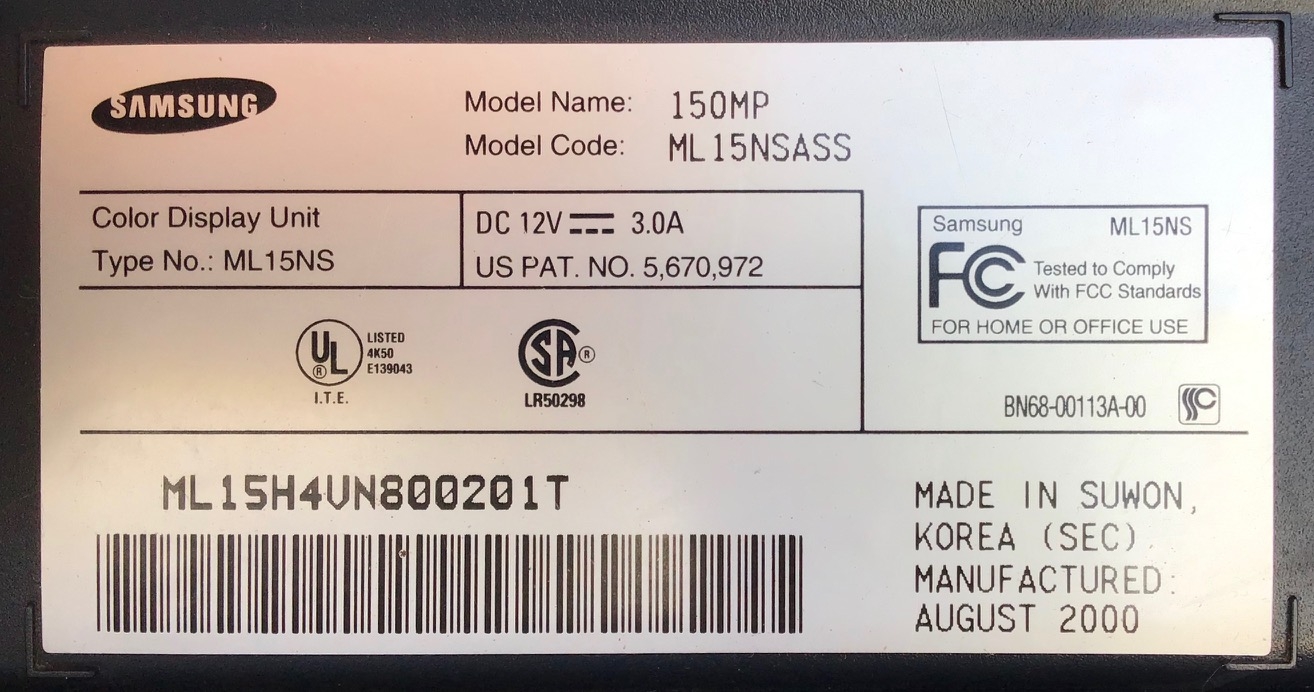 SAMSUNG
Model Name: 150MP
Model Code: ML15NSASS
Color Display Unit
Type No.: ML15NS
DC 12V 3.0A
US PAT. NO. 5,670,972
Samsung ML15NS
FC Tested to Comply
With FCC Standards
FOR HOME OR OFFICE USE
UL
®
LISTED
4K50
E139043
I.T.E.
SA ®
LR50298
BN68-00113A-00
ML15H4VN800201T
MADE IN SUWON,
KOREA (SEC)
MANUFACTURED:
AUGUST 2000